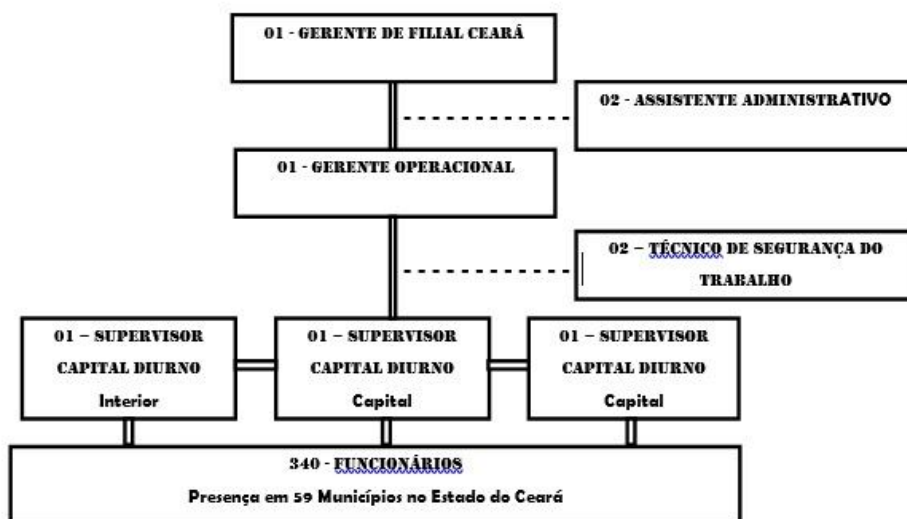 01 - GERENTE DE FILIAL CEARÁ
02 - ASSISTENTE ADMINISTRATIVO
01 - GERENTE OPERACIONAL
02 – TÉCNICO DE SEGURANÇA DO
TRABALHO
01 – SUPERVISOR
CAPITAL DIURNO
Interior
01 – SUPERVISOR
CAPITAL DIURNO
Capital
01 – SUPERVISOR
CAPITAL DIURNO
Capital
340 - FUNCIONÁRIOS
Presença em 59 Municípios no Estado do Ceará